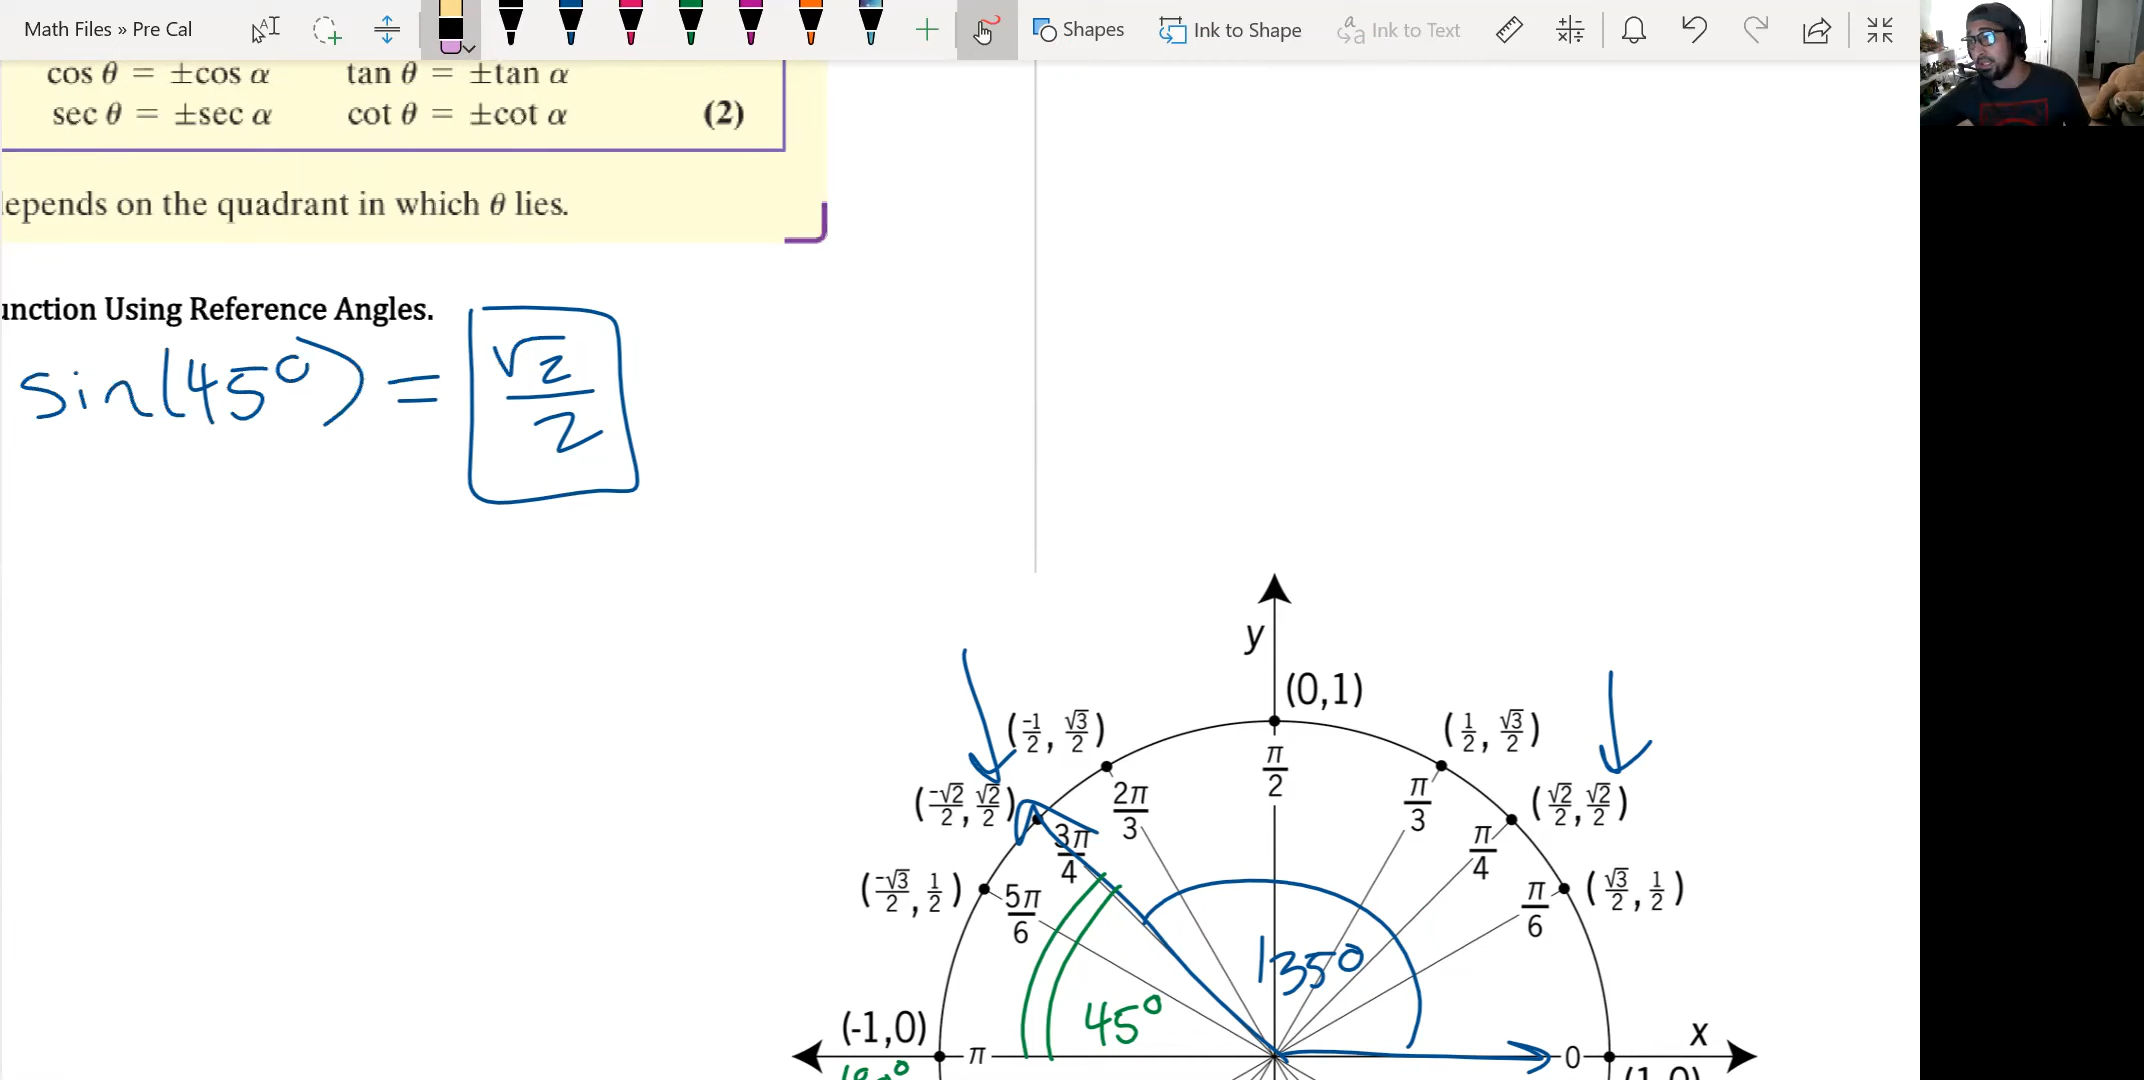 Math Files » Pre Cal
Shapes
Ink to Shape
Ink to Text
cos θ = ±cos α tan θ = ±tan α
sec θ = ±sec α cot θ = ±cot α (2)
depends on the quadrant in which θ lies.
unction Using Reference Angles.
sin(45°) = √2/2
y
(0,1)
(-1/2, √3/2)
(1/2, √3/2)
(-√2/2, √2/2)
(√2/2, √2/2)
(-√3/2, 1/2)
(√3/2, 1/2)
π/2
2π/3
π/3
3π/4
π/4
5π/6
π/6
135°
45°
(-1,0)
π
0
x
(1,0)